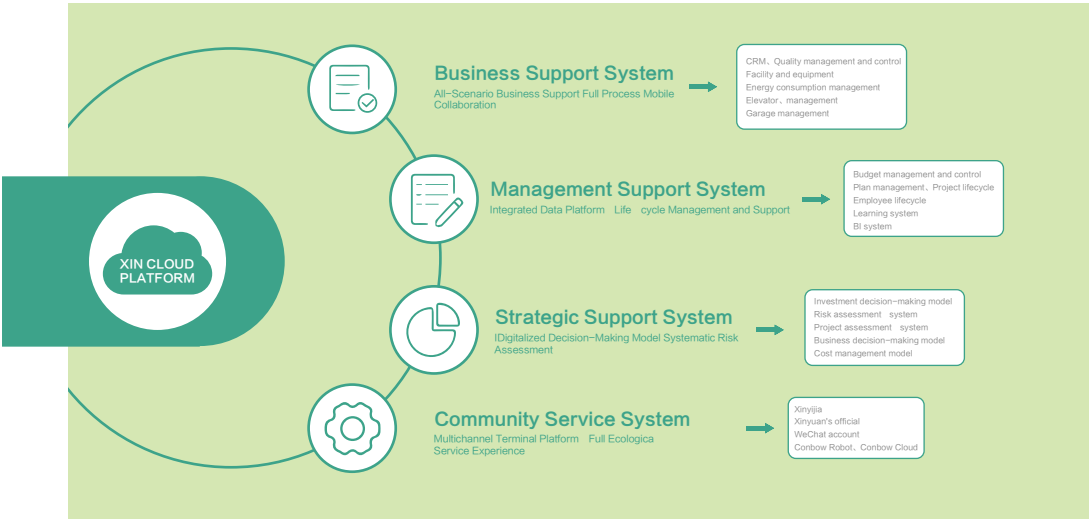 XIN CLOUD
PLATFORM
Business Support System
All-Scenario Business Support Full Process Mobile
Collaboration
CRM、Quality management and control
Facility and equipment
Energy consumption management
Elevator、management
Garage management
Management Support System
Integrated Data Platform Life cycle Management and Support
Budget management and control
Plan management、Project lifecycle
Employee lifecycle
Learning system
BI system
Strategic Support System
IDigitalized Decision-Making Model Systematic Risk
Assessment
Investment decision-making model
Risk assessment system
Project assessment system
Business decision-making model
Cost management model
Community Service System
Multichannel Terminal Platform Full Ecologica
Service Experience
Xinyijia
Xinyuan's official
WeChat account
Conbow Robot、Conbow Cloud